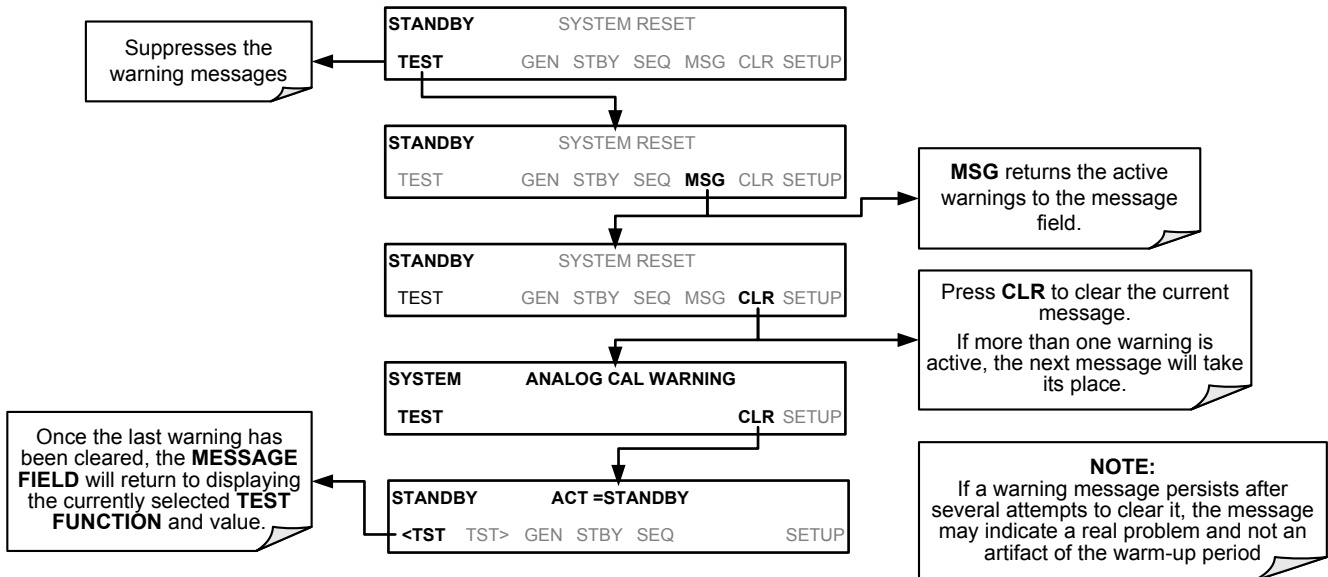 Suppresses the
warning messages
STANDBY SYSTEM RESET
TEST GEN STBY SEQ MSG CLR SETUP
STANDBY SYSTEM RESET
TEST GEN STBY SEQ MSG CLR SETUP
MSG returns the active
warnings to the message
field.
STANDBY SYSTEM RESET
TEST GEN STBY SEQ MSG CLR SETUP
Press CLR to clear the current
message.
If more than one warning is
active, the next message will take
its place.
SYSTEM ANALOG CAL WARNING
TEST CLR SETUP
Once the last warning has
been cleared, the MESSAGE
FIELD will return to displaying
the currently selected TEST
FUNCTION and value.
STANDBY ACT =STANDBY
<TST TST> GEN STBY SEQ SETUP
NOTE:
If a warning message persists after
several attempts to clear it, the message
may indicate a real problem and not an
artifact of the warm-up period